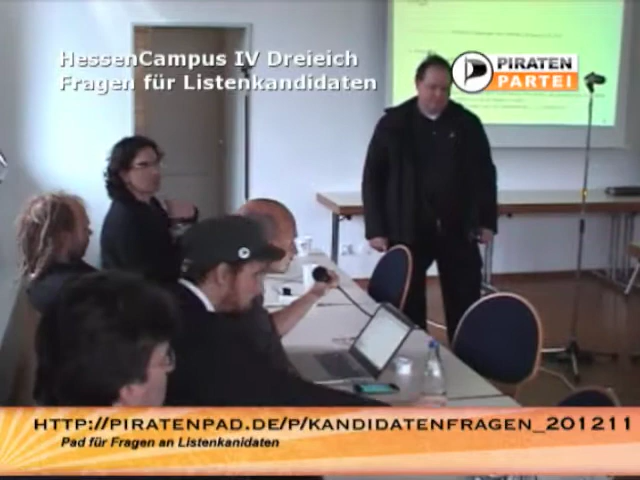 HessenCampus IV Dreieich
Fragen für Listenkandidaten
PIRATEN
PARTEI
HTTP://PIRATENPAD.DE/P/KANDIDATENFRAGEN_201211
Pad für Fragen an Listenkanidaten